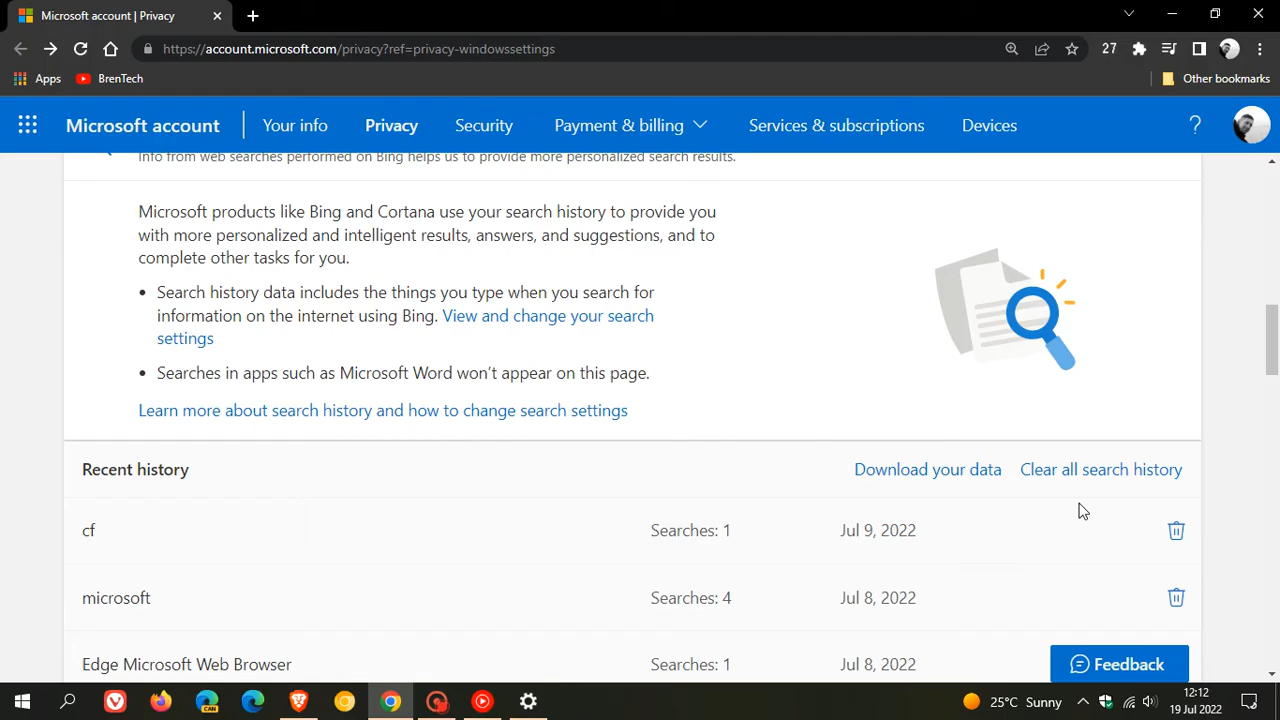 Microsoft account | Privacy
https://account.microsoft.com/privacy?ref=privacy-windowssettings
27
Apps
BrenTech
Other bookmarks
Microsoft account
Your info
Privacy
Security
Payment & billing
Services & subscriptions
Devices
?
Info from web searches performed on Bing helps us to provide more personalized search results.
Microsoft products like Bing and Cortana use your search history to provide you
with more personalized and intelligent results, answers, and suggestions, and to
complete other tasks for you.
• Search history data includes the things you type when you search for
information on the internet using Bing. View and change your search
settings
• Searches in apps such as Microsoft Word won't appear on this page.
Learn more about search history and how to change search settings
Recent history
Download your data
Clear all search history
cf
Searches: 1
Jul 9, 2022
microsoft
Searches: 4
Jul 8, 2022
Edge Microsoft Web Browser
Searches: 1
Jul 8, 2022
Feedback
CAN
25°C Sunny
12:12
19 Jul 2022